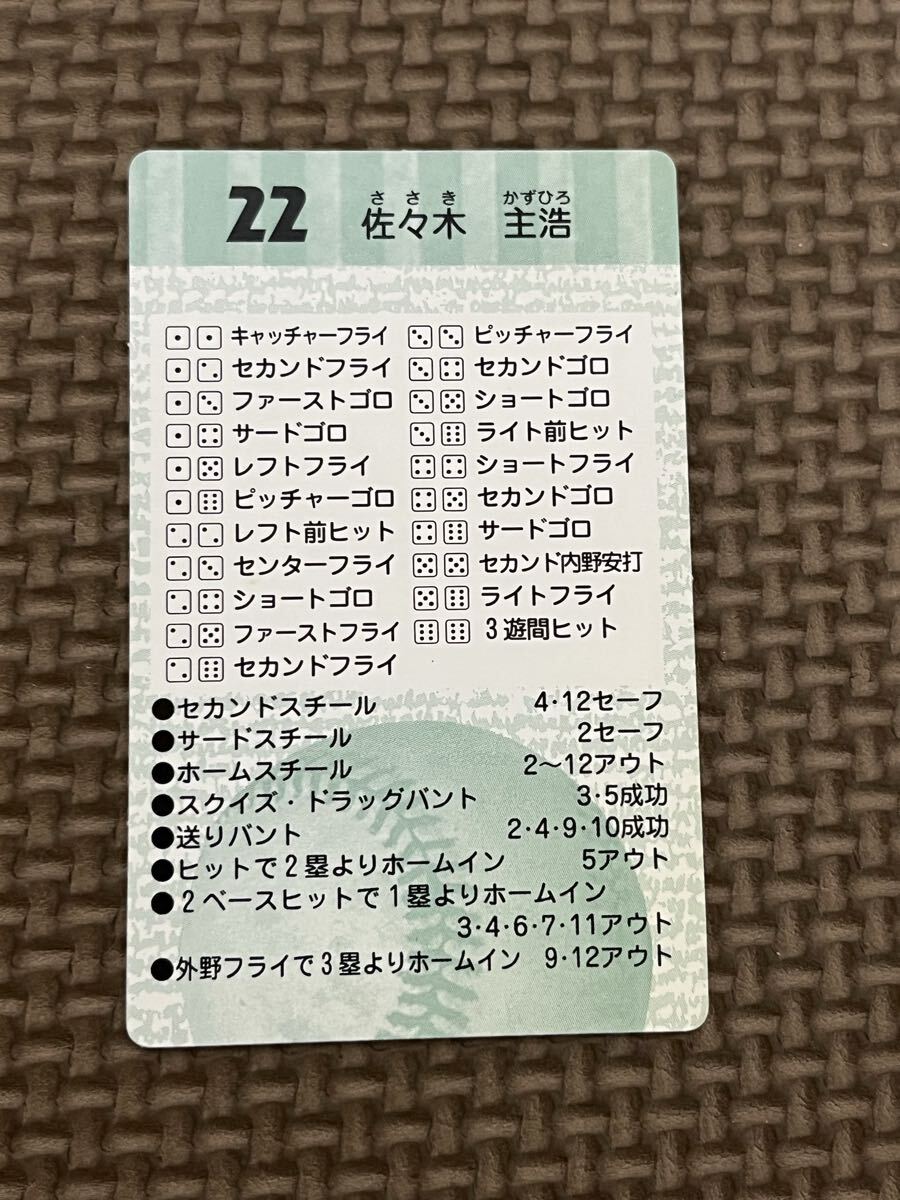 22 佐々木 主浩
ささき かずひろ
キャッチャーフライ
セカンドフライ
ファーストゴロ
サードゴロ
レフトフライ
ピッチャーゴロ
レフト前ヒット
センターフライ
ショートゴロ
ファーストフライ
セカンドフライ
ピッチャーフライ
セカンドゴロ
ショートゴロ
ライト前ヒット
ショートフライ
セカンドゴロ
サードゴロ
セカンド内野安打
ライトフライ
3遊間ヒット
●セカンドスチール 4・12セーフ
●サードスチール 2セーフ
●ホームスチール 2〜12アウト
●スクイズ・ドラッグバント 3・5成功
●送りバント 2・4・9・10成功
●ヒットで2塁よりホームイン 5アウト
●2ベースヒットで1塁よりホームイン
3・4・6・7・11アウト
●外野フライで3塁よりホームイン 9・12アウト